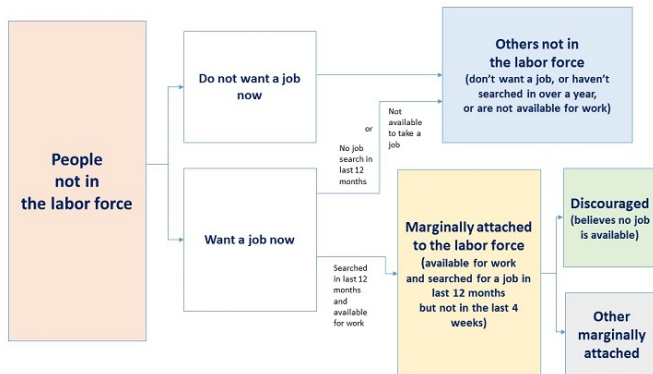 People
not in
the labor force
Do not want a job
now
Want a job now
or
No job
search in
last 12
months
Not
available
to take a
job
Searched
in last 12
months
and
available
for work
Others not in
the labor force
(don't want a job, or haven't
searched in over a year,
or are not available for work)
Marginally attached
to the labor force
(available for work
and searched for a job in
last 12 months
but not in the last 4
weeks)
Discouraged
(believes no job
is available)
Other
marginally
attached